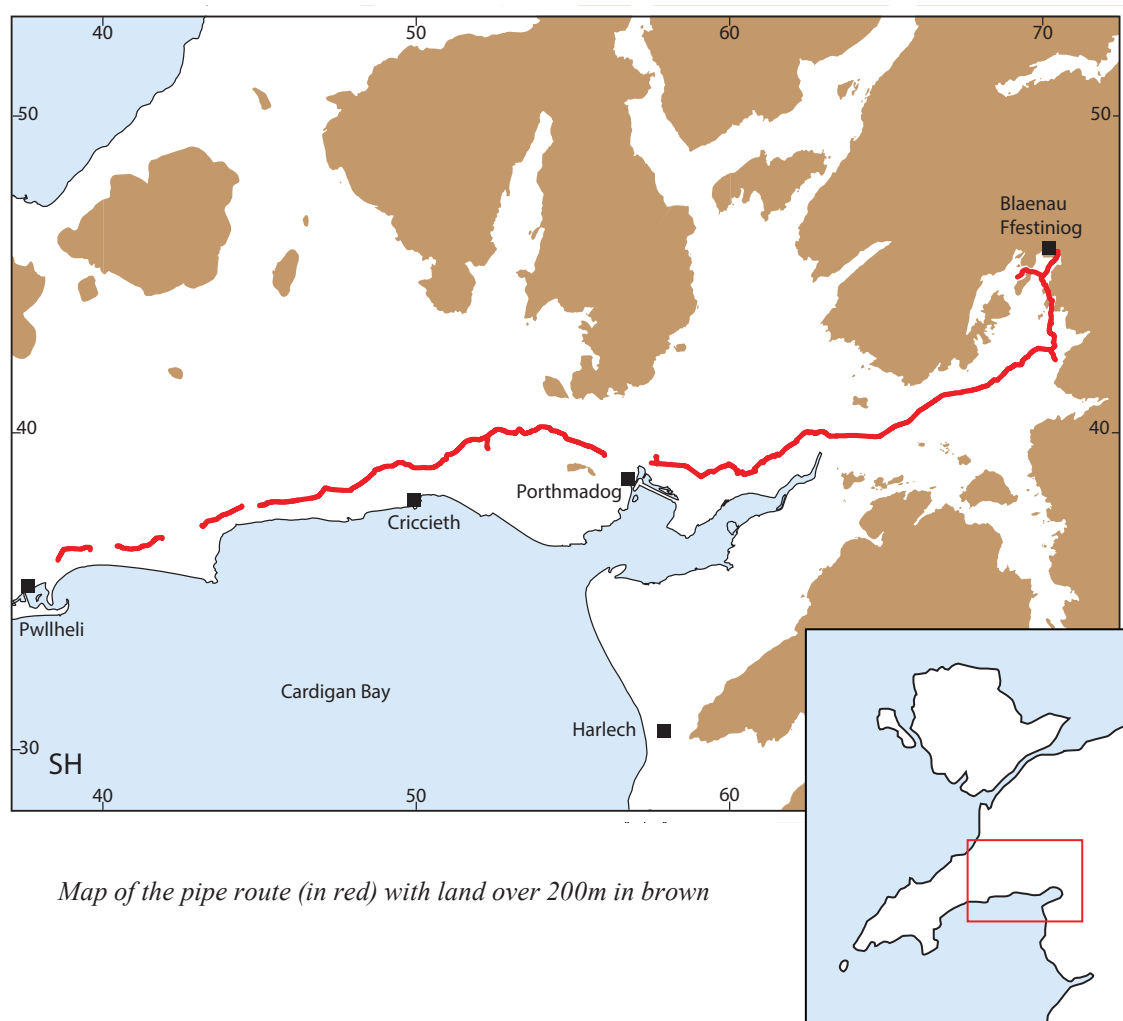 40
50
60
70
50
50
Blaenau
Ffestiniog
40
40
Porthmadog
Criccieth
Pwllheli
Cardigan Bay
Harlech
30
SH
40
50
60
Map of the pipe route (in red) with land over 200m in brown